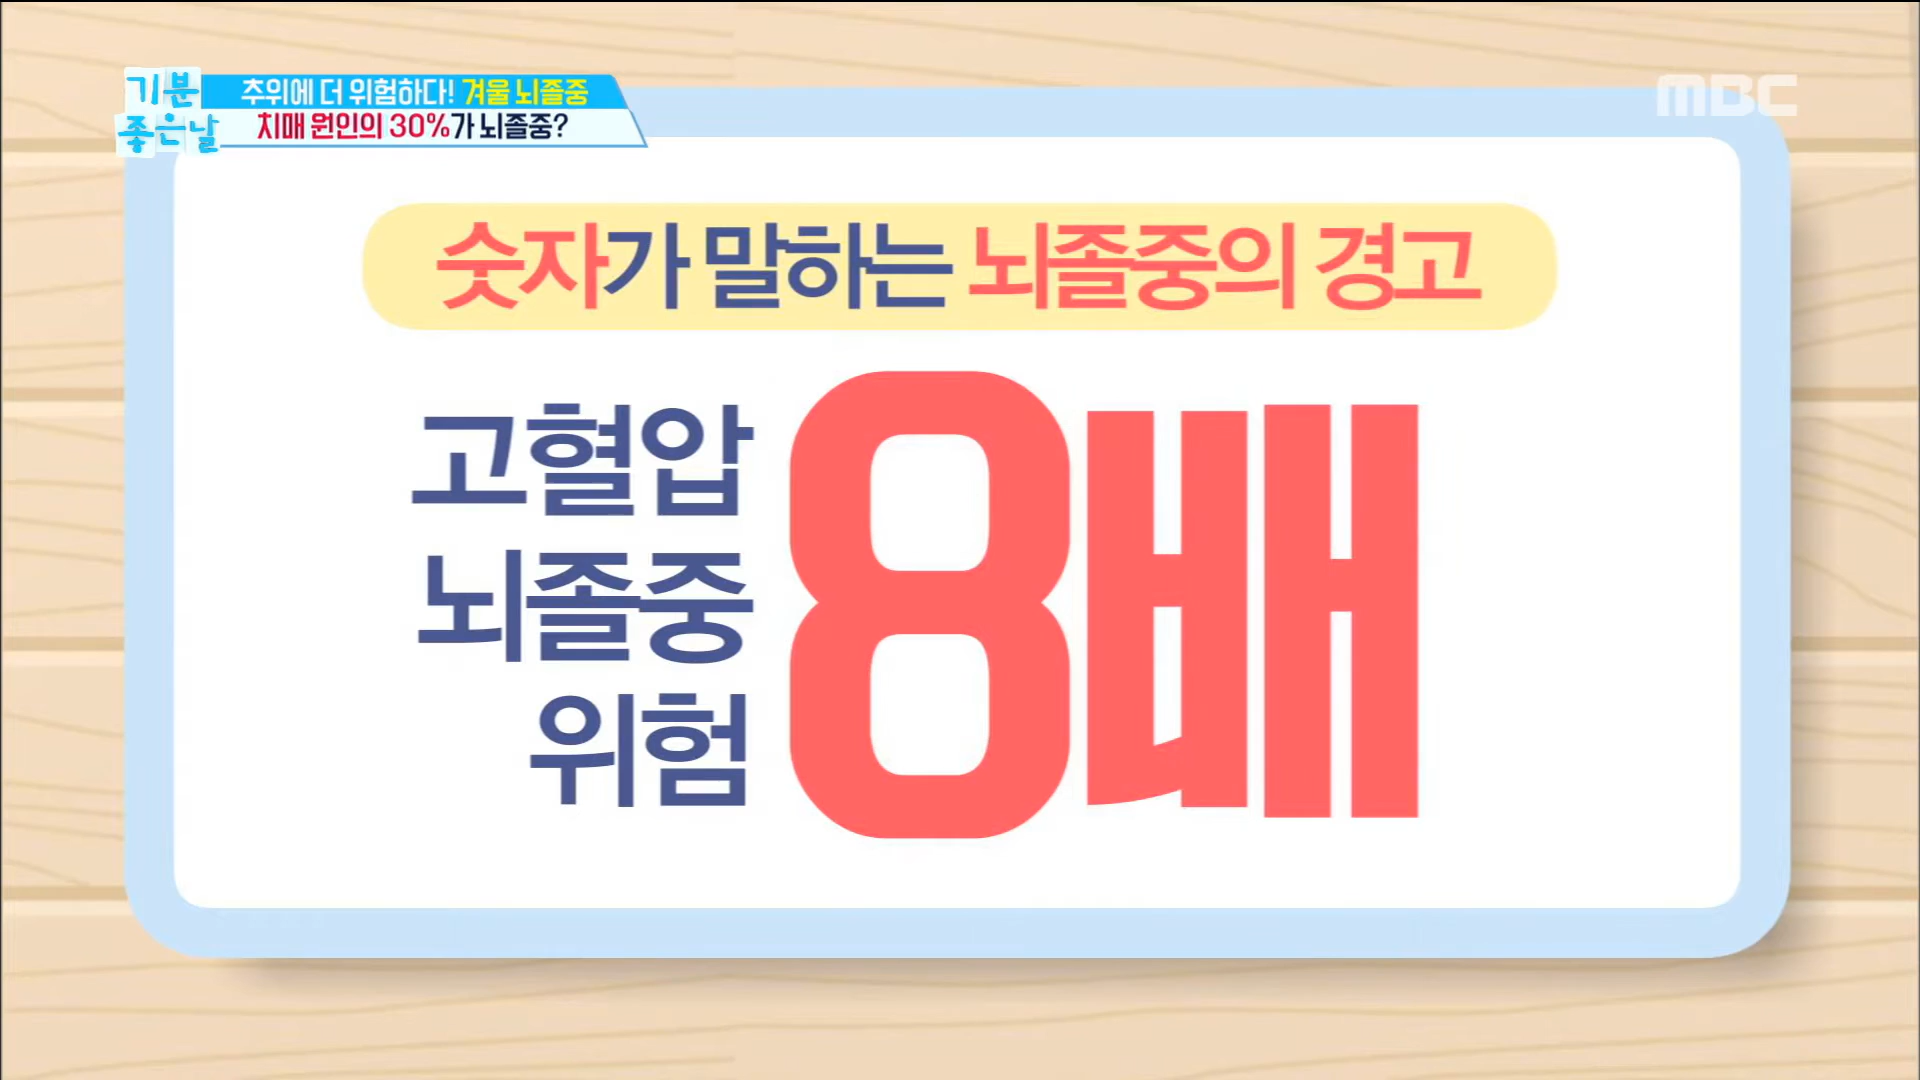 기분
좋은날
추위에 더 위험하다! 겨울 뇌졸중
치매 원인의 30%가 뇌졸중?
MBC
숫자가 말하는 뇌졸중의 경고
고혈압
뇌졸중
위험
8배